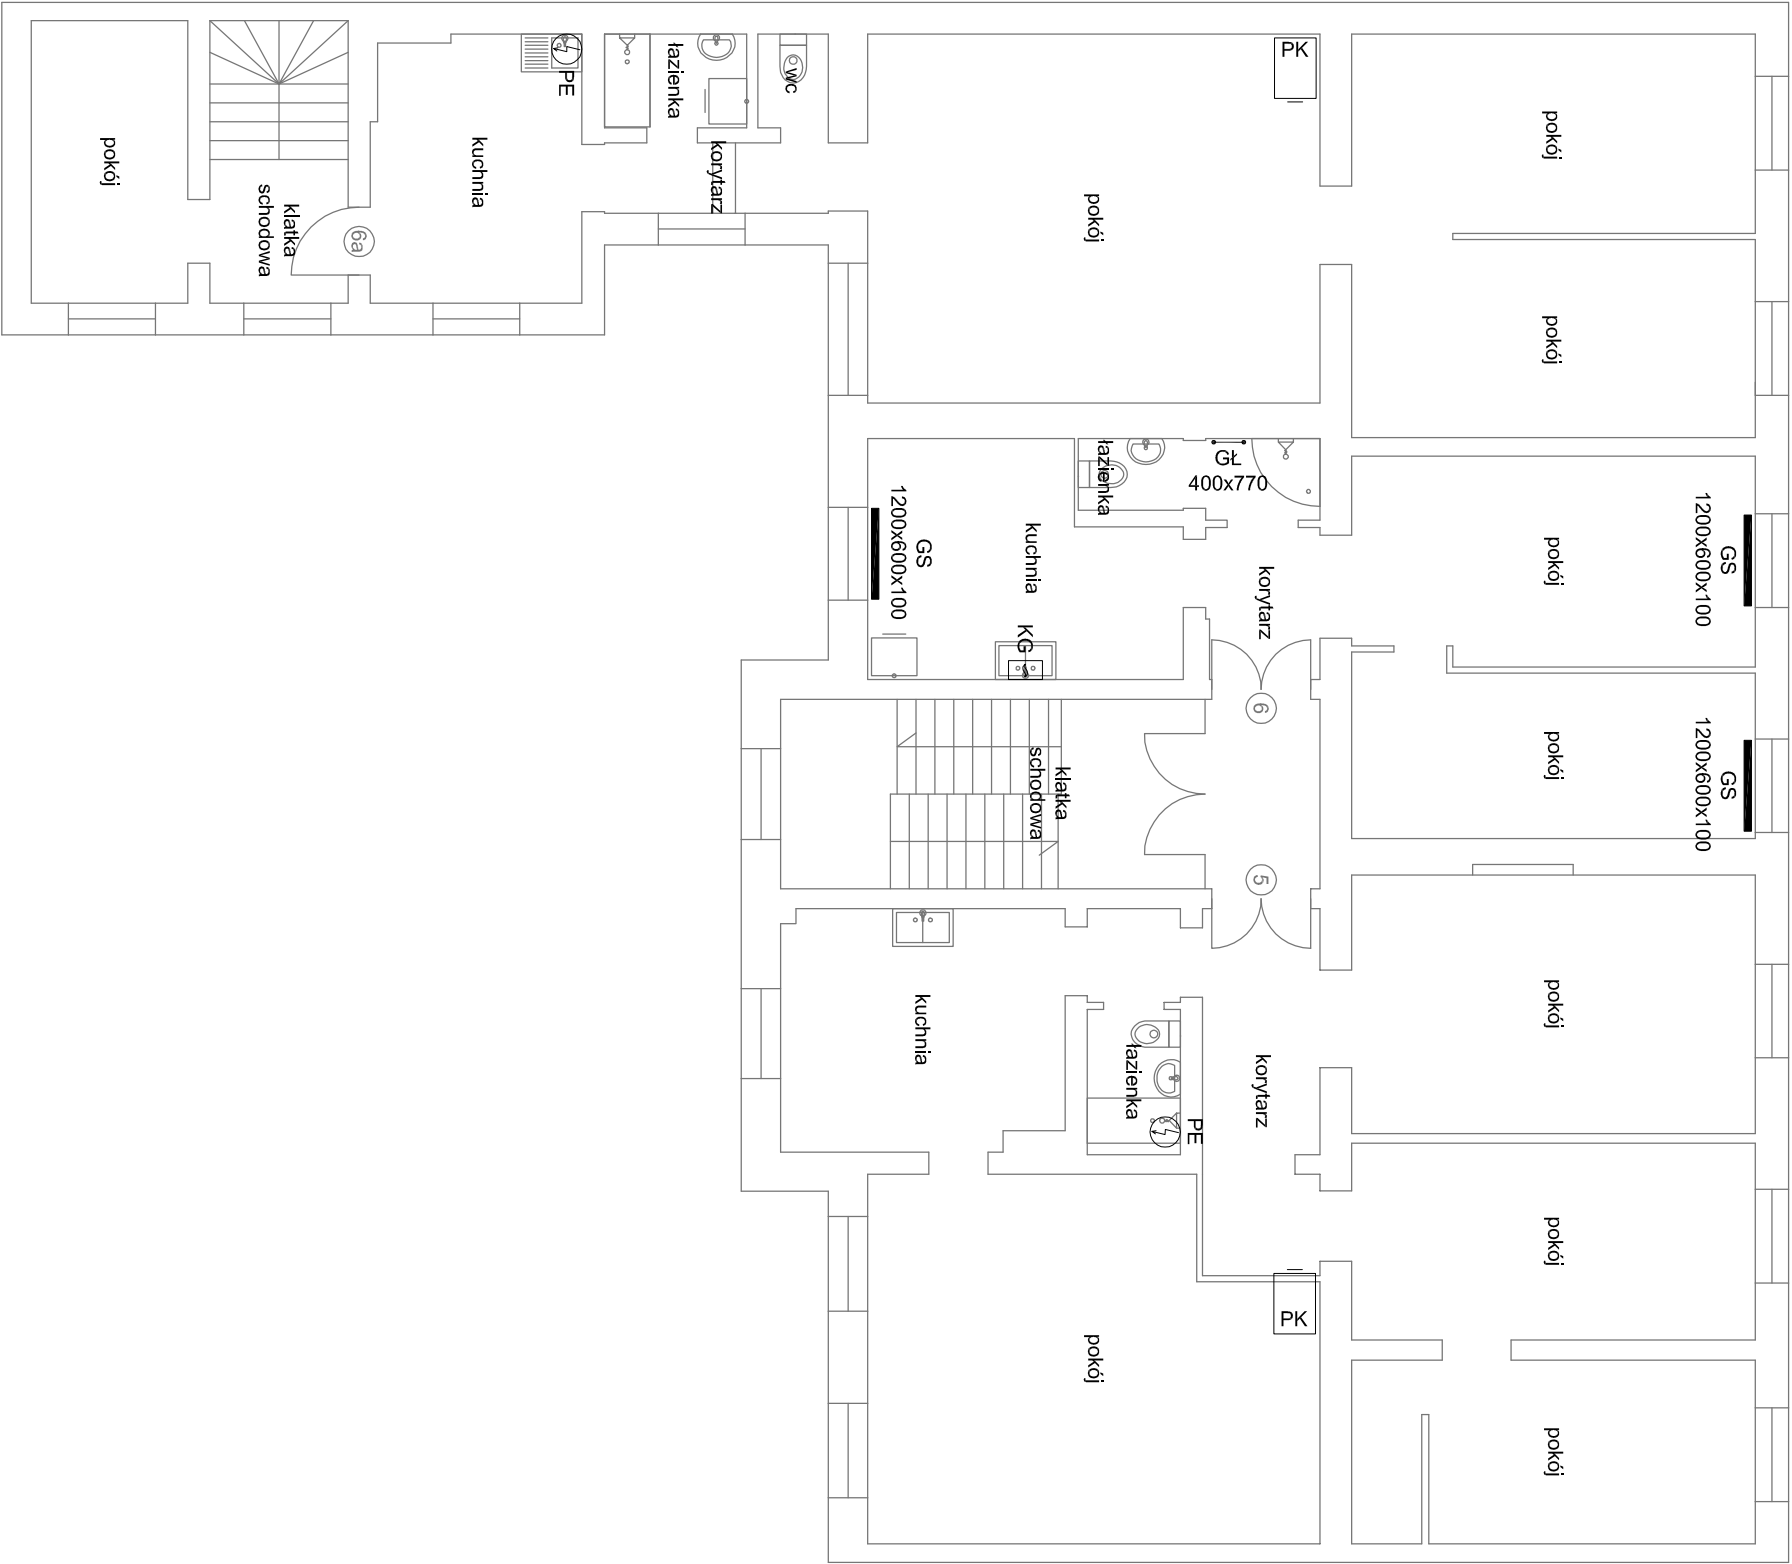 PK
pokój
klatka
schodowa
6a
kuchnia
PE
łazienka
korytarz
wc
pokój
pokój
pokój
GS
1200x600x100
kuchnia
KG
łazienka
GŁ
400x770
korytarz
6
pokój
GS
1200x600x100
pokój
GS
1200x600x100
klatka
schodowa
5
kuchnia
łazienka
PE
korytarz
pokój
pokój
PK
pokój
pokój